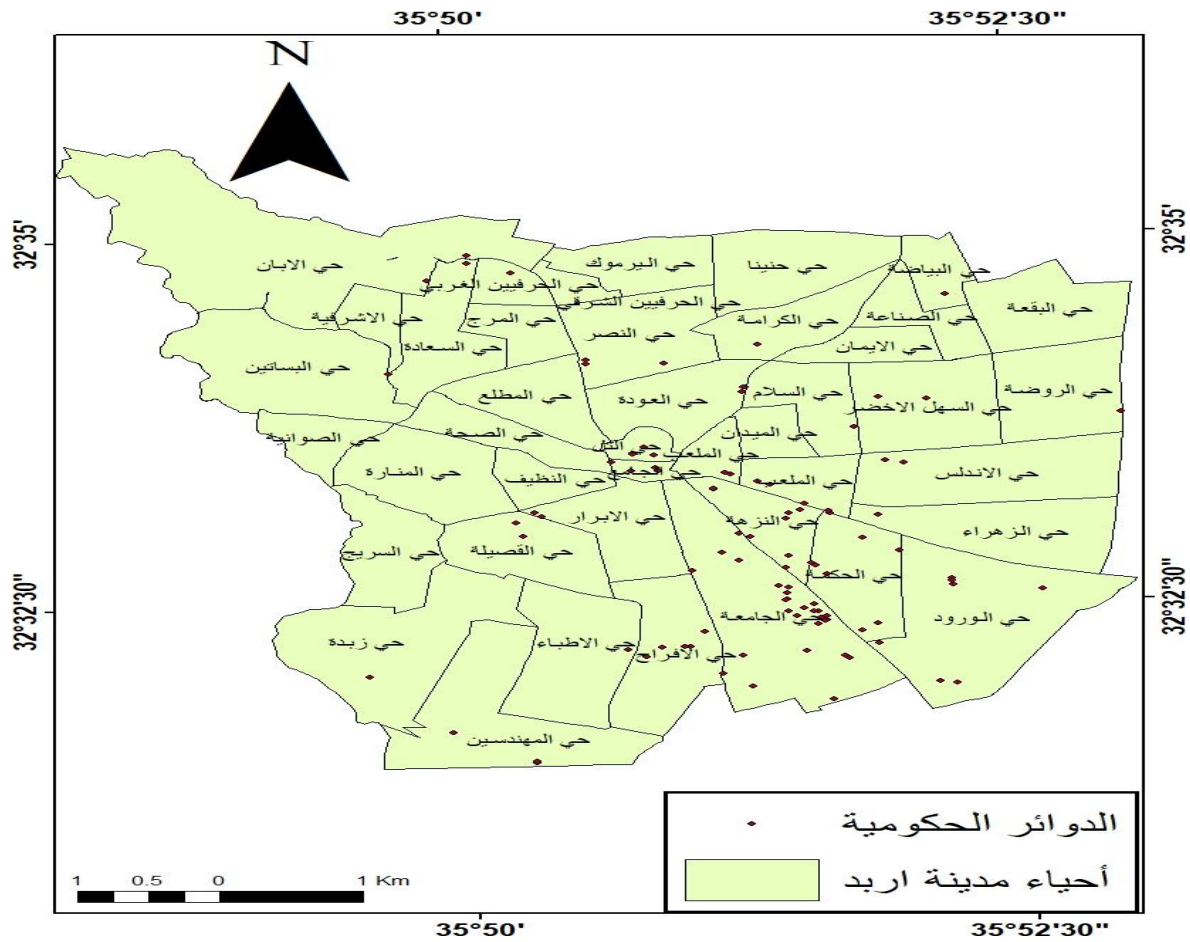 35°50' 35°52'30"
N
32°35' 32°35'
حي الابان
حي اليرموك
حي حنينا
حي البياضة
حي الحرفيين الغربي
حي الحرفيين الشرقي
حي البقعة
حي الاشرفية
حي المرج
حي النصر
حي الكرامة
حي الصناعة
حي السعادة
حي الايمان
حي البساتين
حي المطلع
حي العودة
حي السلام
حي السهل الاخضر
حي الروضة
حي الصوانية
حي الصحة
حي التل
حي الميدان
حي الملعب
حي المنارة
حي النظيف
حي الجامع
حي الملعب
حي الاندلس
حي الابرار
حي النزهة
حي الزهراء
حي السريج
حي القصيلة
حي الحكمة
32°32'30" 32°32'30"
حي زبدة
حي الاطباء
حي الافراح
حي الجامعة
حي الورود
حي المهندسين
الدوائر الحكومية
أحياء مدينة اربد
1 0.5 0 1 Km
35°50' 35°52'30"